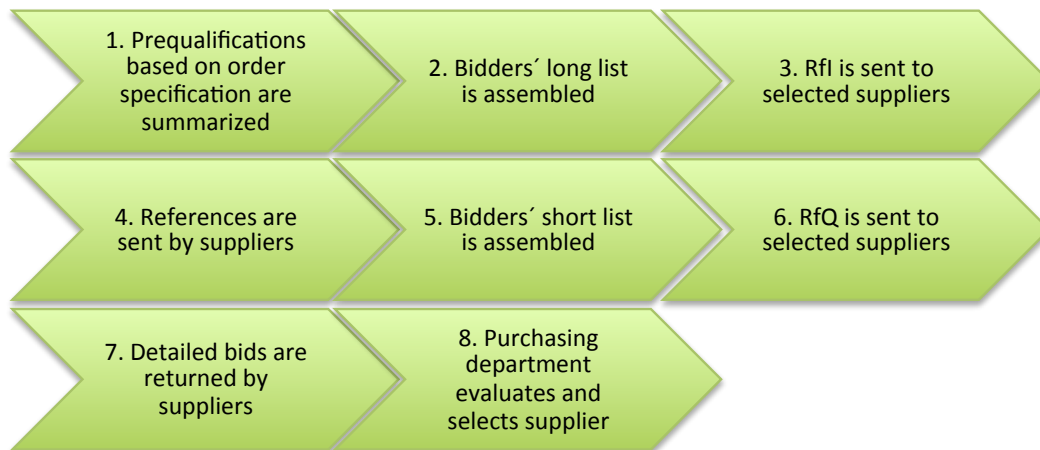 1. Prequalifications
based on order
specification are
summarized
2. Bidders´ long list
is assembled
3. RfI is sent to
selected suppliers
4. References are
sent by suppliers
5. Bidders´ short list
is assembled
6. RfQ is sent to
selected suppliers
7. Detailed bids are
returned by
suppliers
8. Purchasing
department
evaluates and
selects supplier